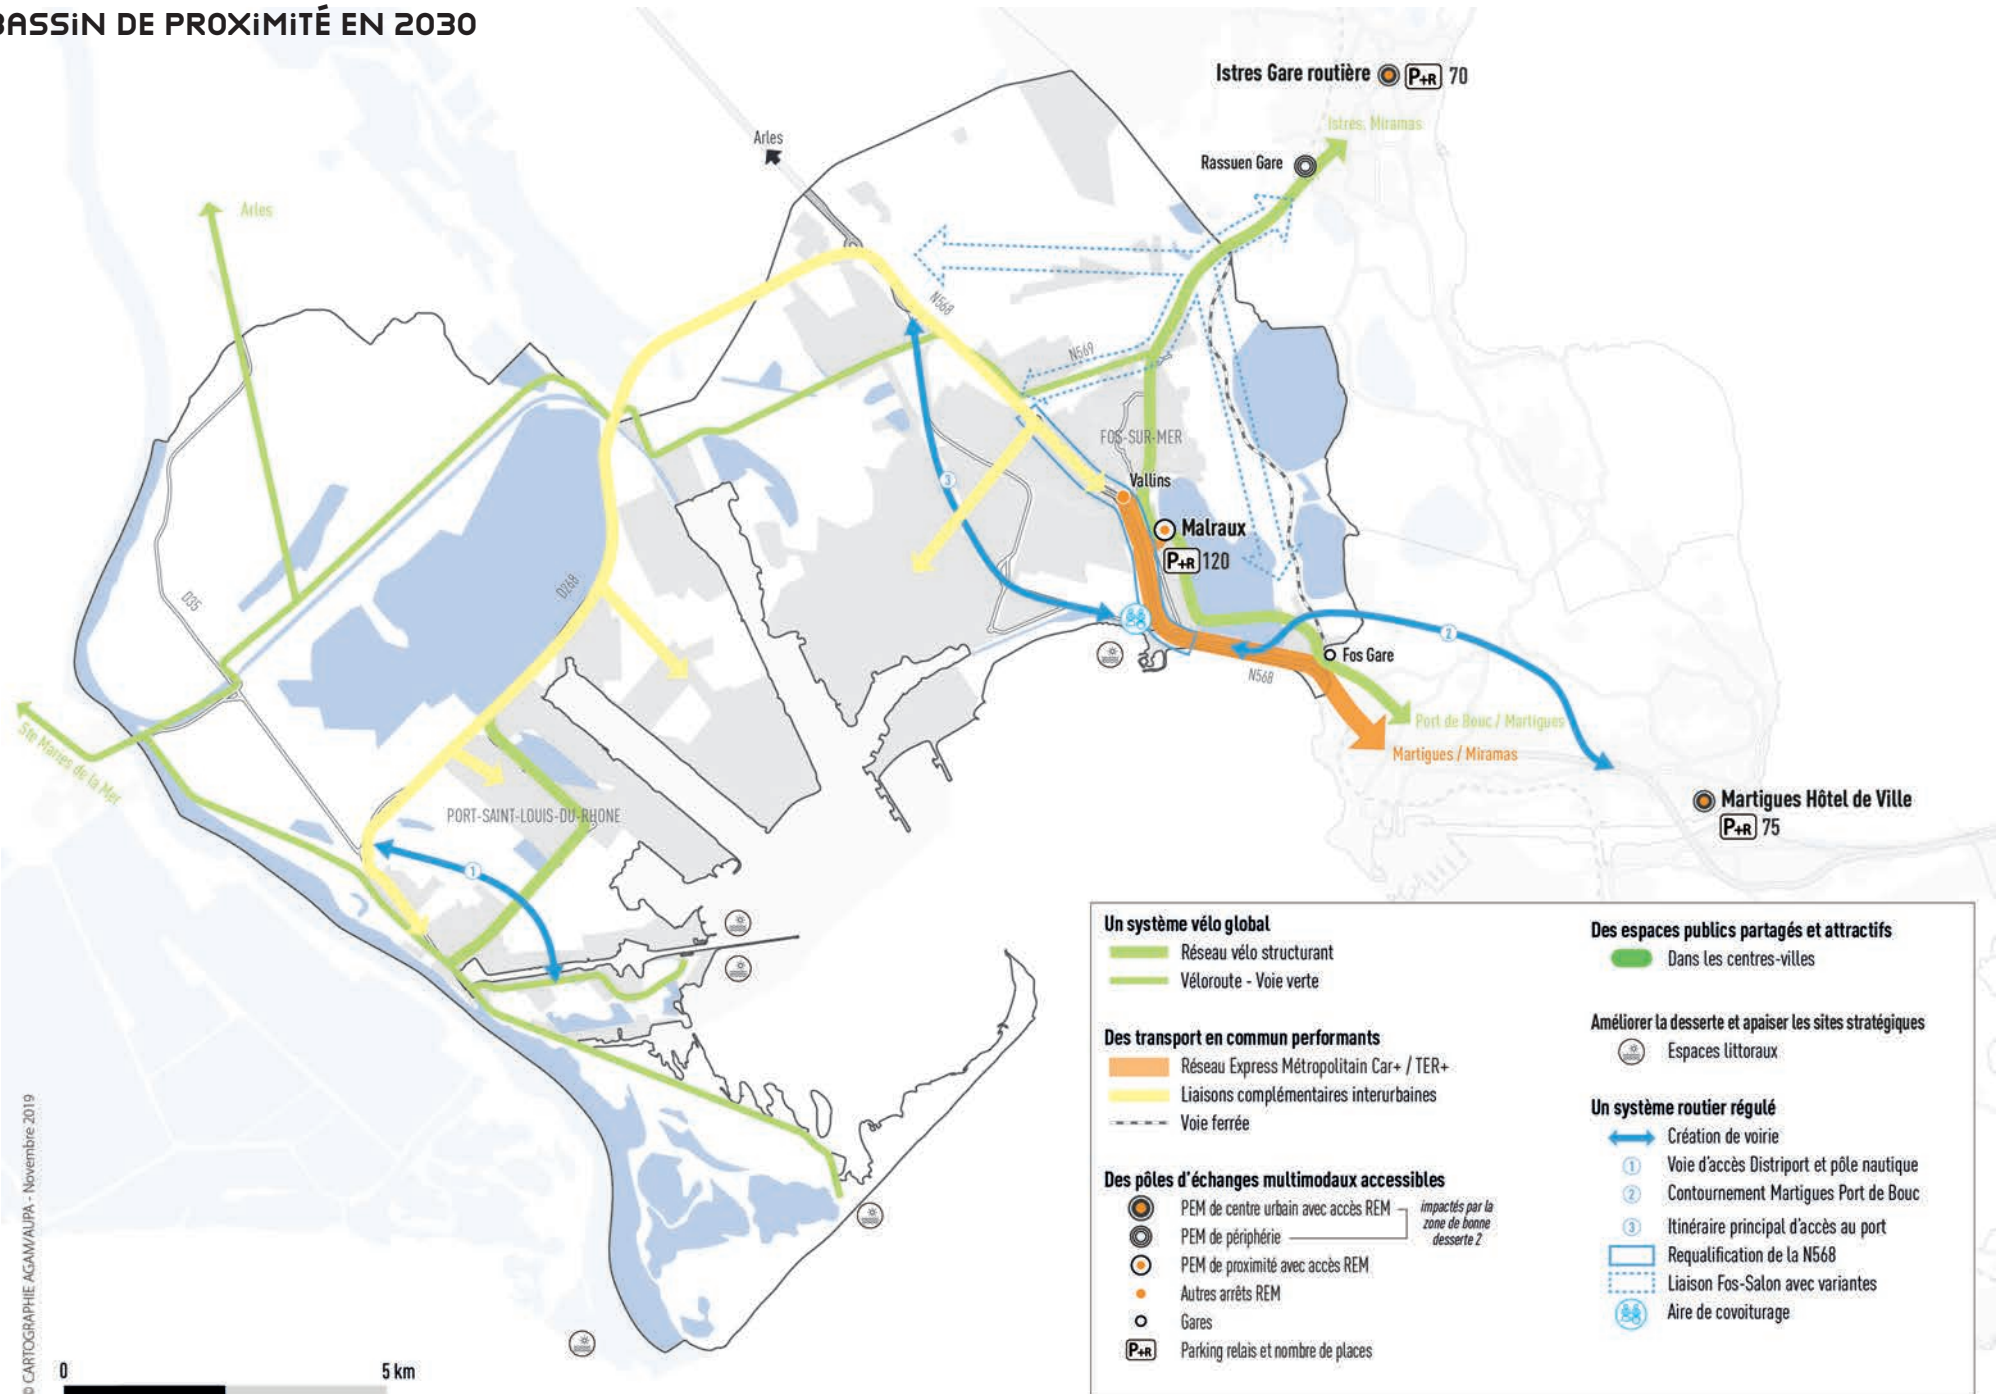 BASSIN DE PROXIMITÉ EN 2030
Istres Gare routière P+R 70
Istres, Miramas
Arles
Rassuen Gare
Arles
N568
N569
FOS-SUR-MER
Vallins
3
Malraux
P+R 120
D268
D35
2
Fos Gare
N568
Port de Bouc / Martigues
Ste Maries de la Mer
Martigues / Miramas
Martigues Hôtel de Ville
P+R 75
PORT-SAINT-LOUIS-DU-RHONE
1
Un système vélo global
Réseau vélo structurant
Véloroute - Voie verte
Des transport en commun performants
Réseau Express Métropolitain Car+ / TER+
Liaisons complémentaires interurbaines
Voie ferrée
Des pôles d'échanges multimodaux accessibles
PEM de centre urbain avec accès REM
PEM de périphérie
impactés par la
zone de bonne
desserte 2
PEM de proximité avec accès REM
Autres arrêts REM
Gares
P+R Parking relais et nombre de places
Des espaces publics partagés et attractifs
Dans les centres-villes
Améliorer la desserte et apaiser les sites stratégiques
Espaces littoraux
Un système routier régulé
Création de voirie
1 Voie d'accès Distriport et pôle nautique
2 Contournement Martigues Port de Bouc
3 Itinéraire principal d'accès au port
Requalification de la N568
Liaison Fos-Salon avec variantes
Aire de covoiturage
© CARTOGRAPHIE AGAM/AUPA - Novembre 2019
0 5 km